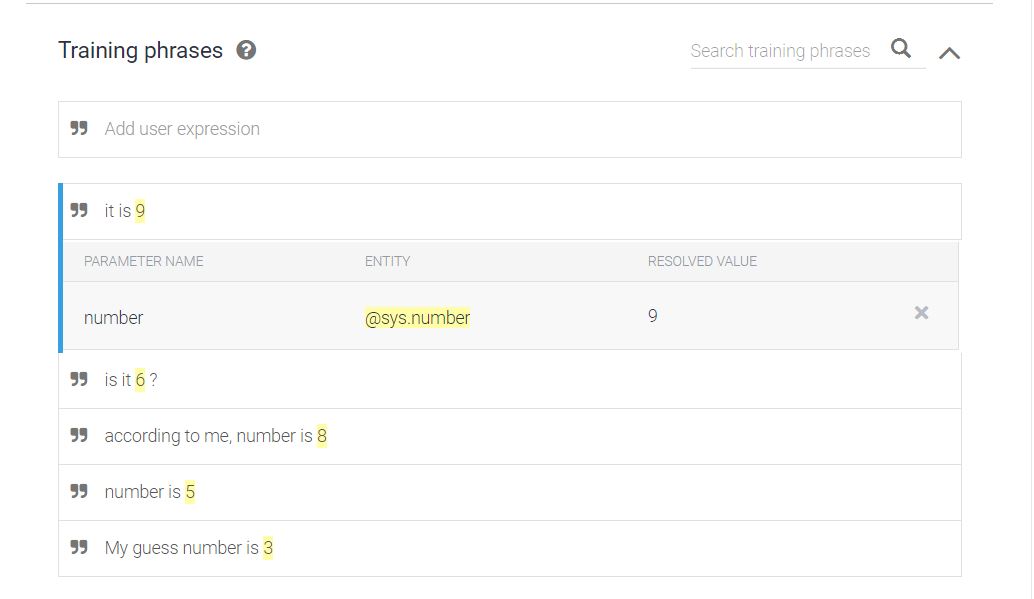 Training phrases ?
Search training phrases
Add user expression
it is 9
PARAMETER NAME ENTITY RESOLVED VALUE
number @sys.number 9
is it 6 ?
according to me, number is 8
number is 5
My guess number is 3